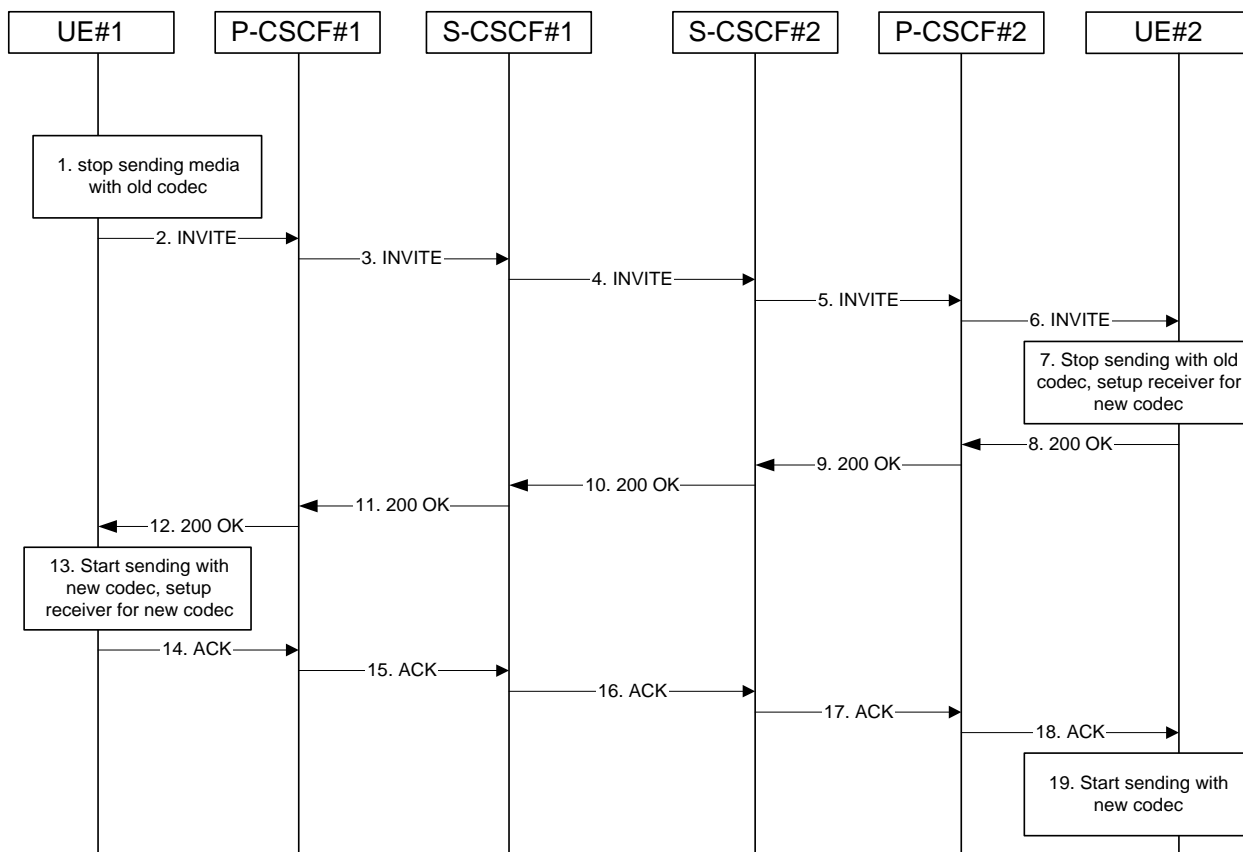 UE#1
P-CSCF#1
S-CSCF#1
S-CSCF#2
P-CSCF#2
UE#2
1. stop sending media
with old codec
2. INVITE
3. INVITE
4. INVITE
5. INVITE
6. INVITE
7. Stop sending with old
codec, setup receiver for
new codec
8. 200 OK
9. 200 OK
10. 200 OK
11. 200 OK
12. 200 OK
13. Start sending with
new codec, setup
receiver for new codec
14. ACK
15. ACK
16. ACK
17. ACK
18. ACK
19. Start sending with
new codec